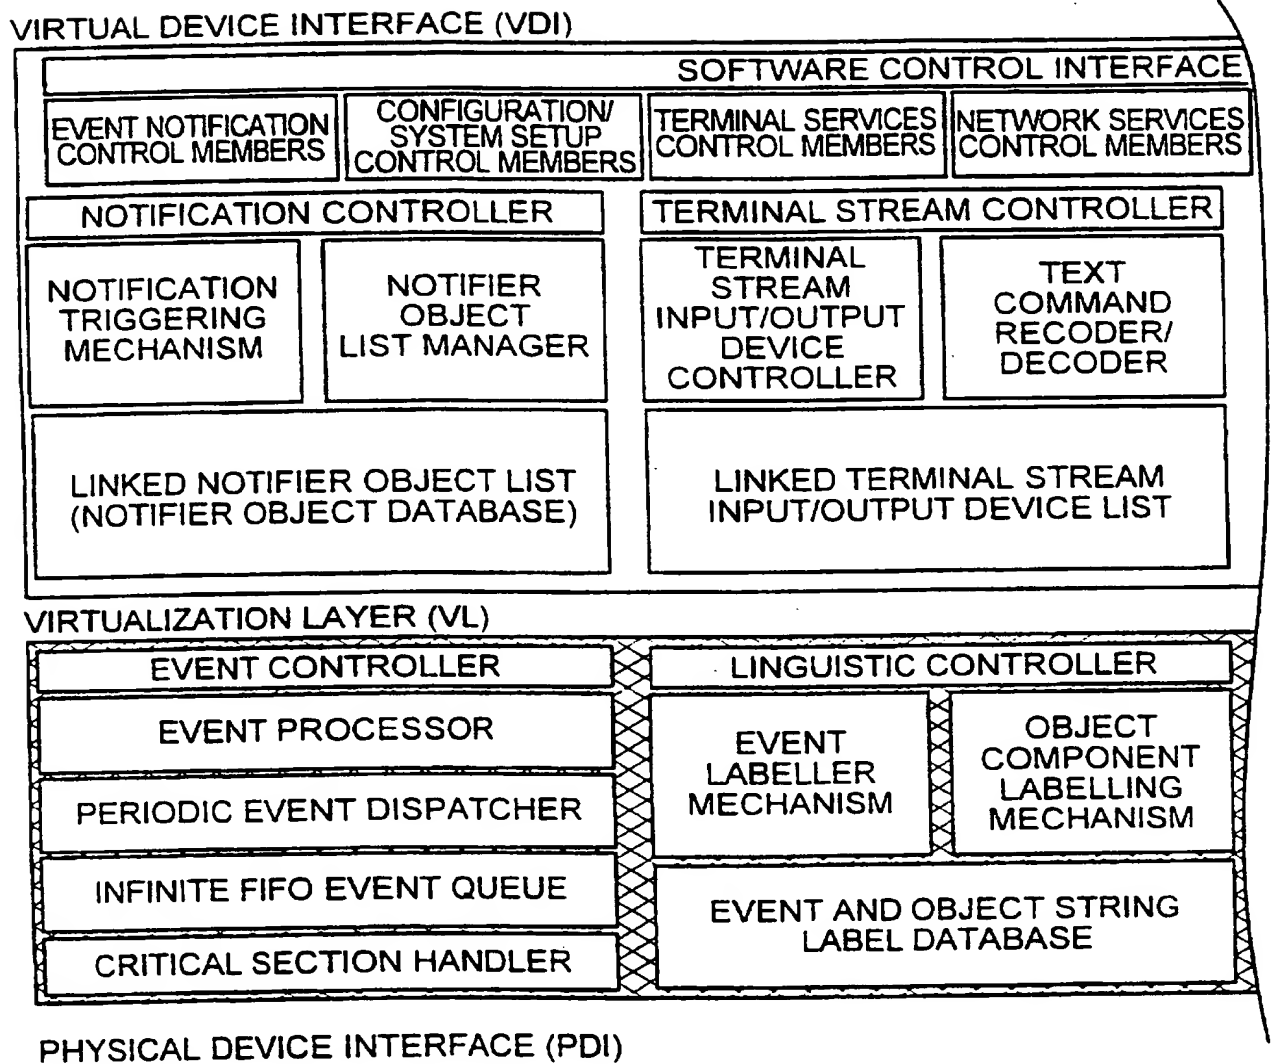 VIRTUAL DEVICE INTERFACE (VDI)
SOFTWARE CONTROL INTERFACE
EVENT NOTIFICATION
CONTROL MEMBERS
CONFIGURATION/
SYSTEM SETUP
CONTROL MEMBERS
TERMINAL SERVICES
CONTROL MEMBERS
NETWORK SERVICES
CONTROL MEMBERS
NOTIFICATION CONTROLLER
TERMINAL STREAM CONTROLLER
NOTIFICATION
TRIGGERING
MECHANISM
NOTIFIER
OBJECT
LIST MANAGER
TERMINAL
STREAM
INPUT/OUTPUT
DEVICE
CONTROLLER
TEXT
COMMAND
RECODER/
DECODER
LINKED NOTIFIER OBJECT LIST
(NOTIFIER OBJECT DATABASE)
LINKED TERMINAL STREAM
INPUT/OUTPUT DEVICE LIST
VIRTUALIZATION LAYER (VL)
EVENT CONTROLLER
EVENT PROCESSOR
PERIODIC EVENT DISPATCHER
INFINITE FIFO EVENT QUEUE
CRITICAL SECTION HANDLER
LINGUISTIC CONTROLLER
EVENT
LABELLER
MECHANISM
OBJECT
COMPONENT
LABELLING
MECHANISM
EVENT AND OBJECT STRING
LABEL DATABASE
PHYSICAL DEVICE INTERFACE (PDI)